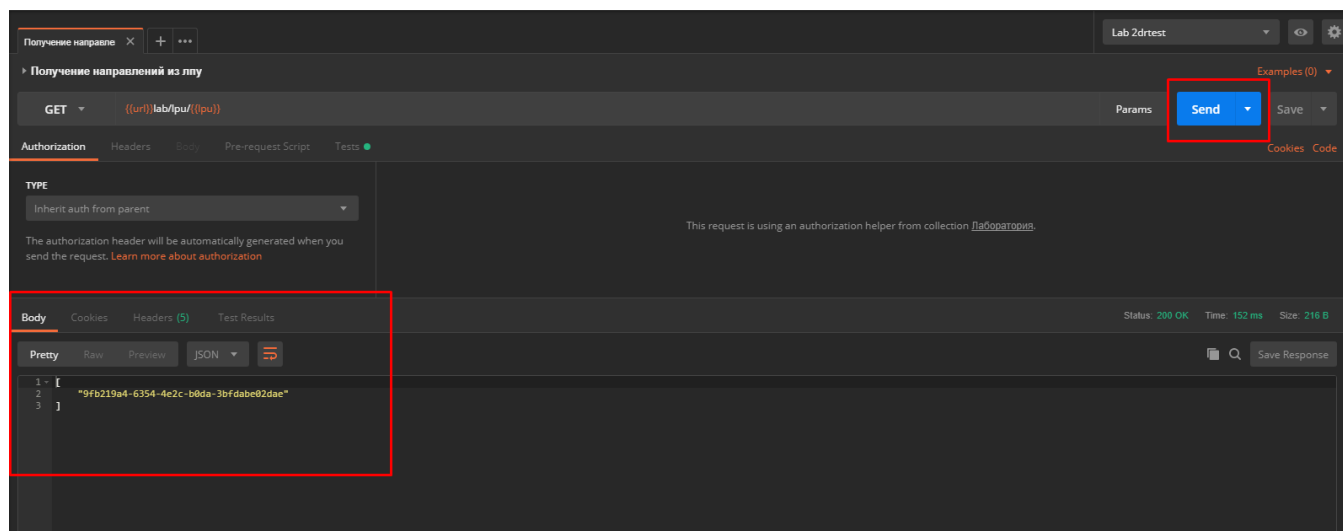 Получение направле × + •••
Lab 2drtest
Получение направлений из лпу
Examples (0)
GET {{url}}lab/lpu/{{lpu}} Params Send Save
Authorization Headers Body Pre-request Script Tests Cookies Code
TYPE
Inherit auth from parent
The authorization header will be automatically generated when you
send the request. Learn more about authorization
This request is using an authorization helper from collection Лаборатория.
Body Cookies Headers (5) Test Results Status: 200 OK Time: 152 ms Size: 216 B
Pretty Raw Preview JSON Save Response
1 [
2 "9fb219a4-6354-4e2c-b0da-3bfdabe02dae"
3 ]